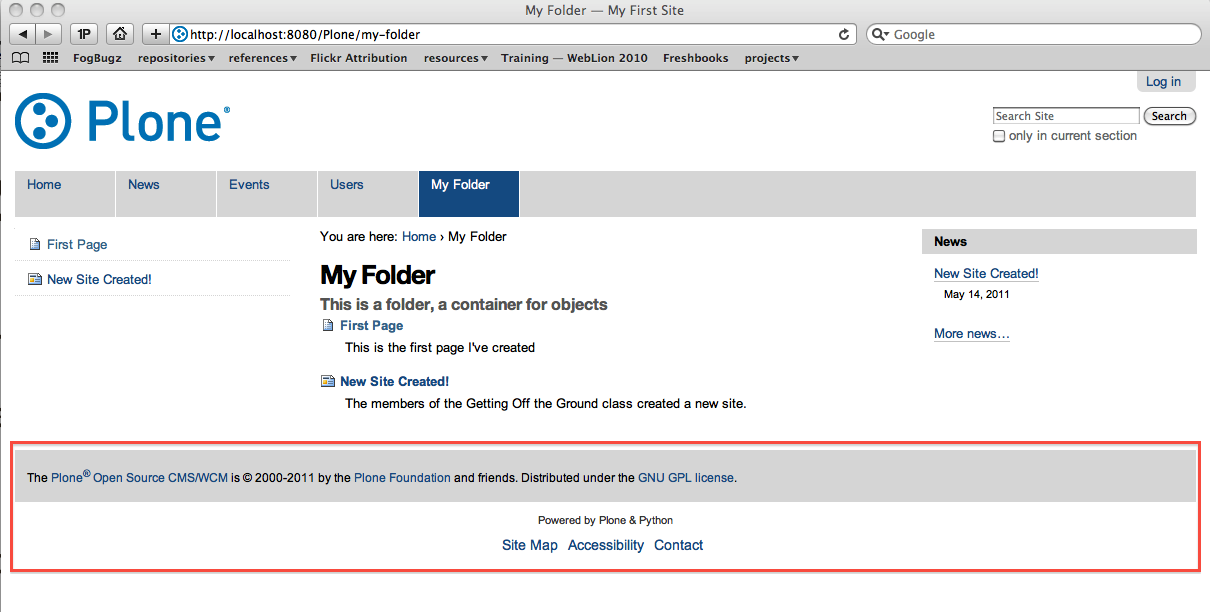 My Folder — My First Site
1P
http://localhost:8080/Plone/my-folder
Google
FogBugz repositories▾ references▾ Flickr Attribution resources▾ Training — WebLion 2010 Freshbooks projects▾
Log in
Plone®
Search Site Search
only in current section
Home News Events Users My Folder
First Page
New Site Created!
You are here: Home › My Folder
My Folder
This is a folder, a container for objects
First Page
This is the first page I've created
New Site Created!
The members of the Getting Off the Ground class created a new site.
News
New Site Created!
May 14, 2011
More news…
The Plone® Open Source CMS/WCM is © 2000-2011 by the Plone Foundation and friends. Distributed under the GNU GPL license.
Powered by Plone & Python
Site Map Accessibility Contact